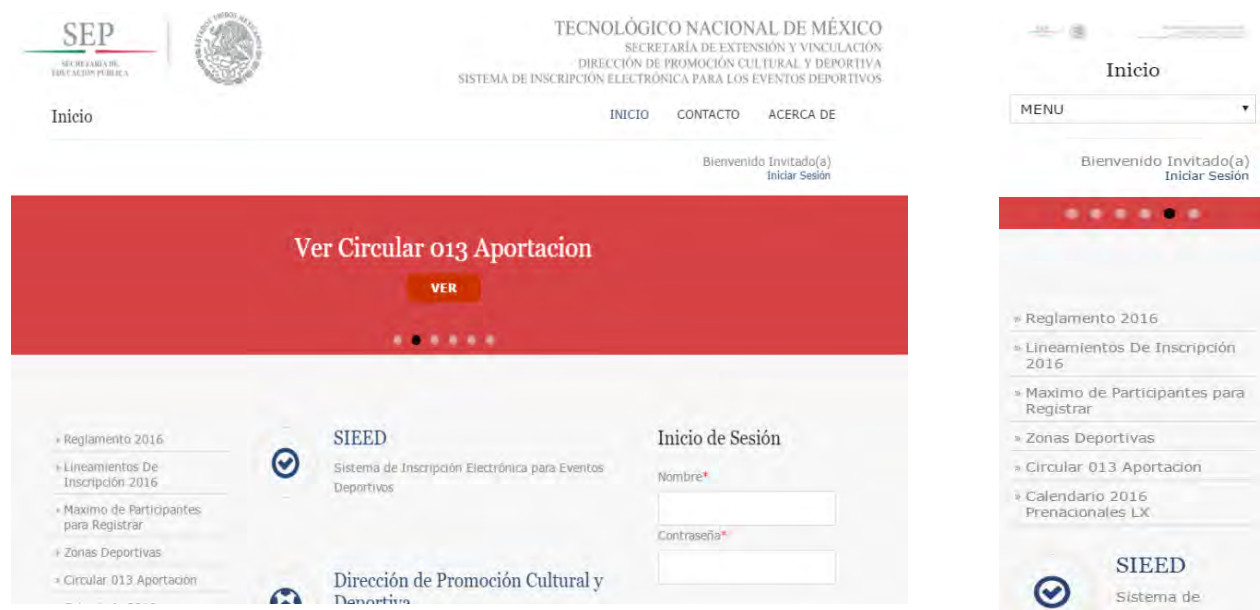 SEP
SECRETARÍA DE
EDUCACIÓN PÚBLICA
ESTADOS UNIDOS MEXICANOS
TECNOLÓGICO NACIONAL DE MÉXICO
SECRETARÍA DE EXTENSIÓN Y VINCULACIÓN
DIRECCIÓN DE PROMOCIÓN CULTURAL Y DEPORTIVA
SISTEMA DE INSCRIPCIÓN ELECTRÓNICA PARA LOS EVENTOS DEPORTIVOS
Inicio
INICIO CONTACTO ACERCA DE
Bienvenido Invitado(a)
Iniciar Sesión
Ver Circular 013 Aportacion
VER
» Reglamento 2016
» Lineamientos De
Inscripción 2016
» Maximo de Participantes
para Registrar
» Zonas Deportivas
» Circular 013 Aportacion
SIEED
Sistema de Inscripción Electrónica para Eventos
Deportivos
Dirección de Promoción Cultural y
Deportiva
Inicio de Sesión
Nombre*
Contraseña*
Inicio
MENU
Bienvenido Invitado(a)
Iniciar Sesión
» Reglamento 2016
» Lineamientos De Inscripción
2016
» Maximo de Participantes para
Registrar
» Zonas Deportivas
» Circular 013 Aportacion
» Calendario 2016
Prenacionales LX
SIEED
Sistema de